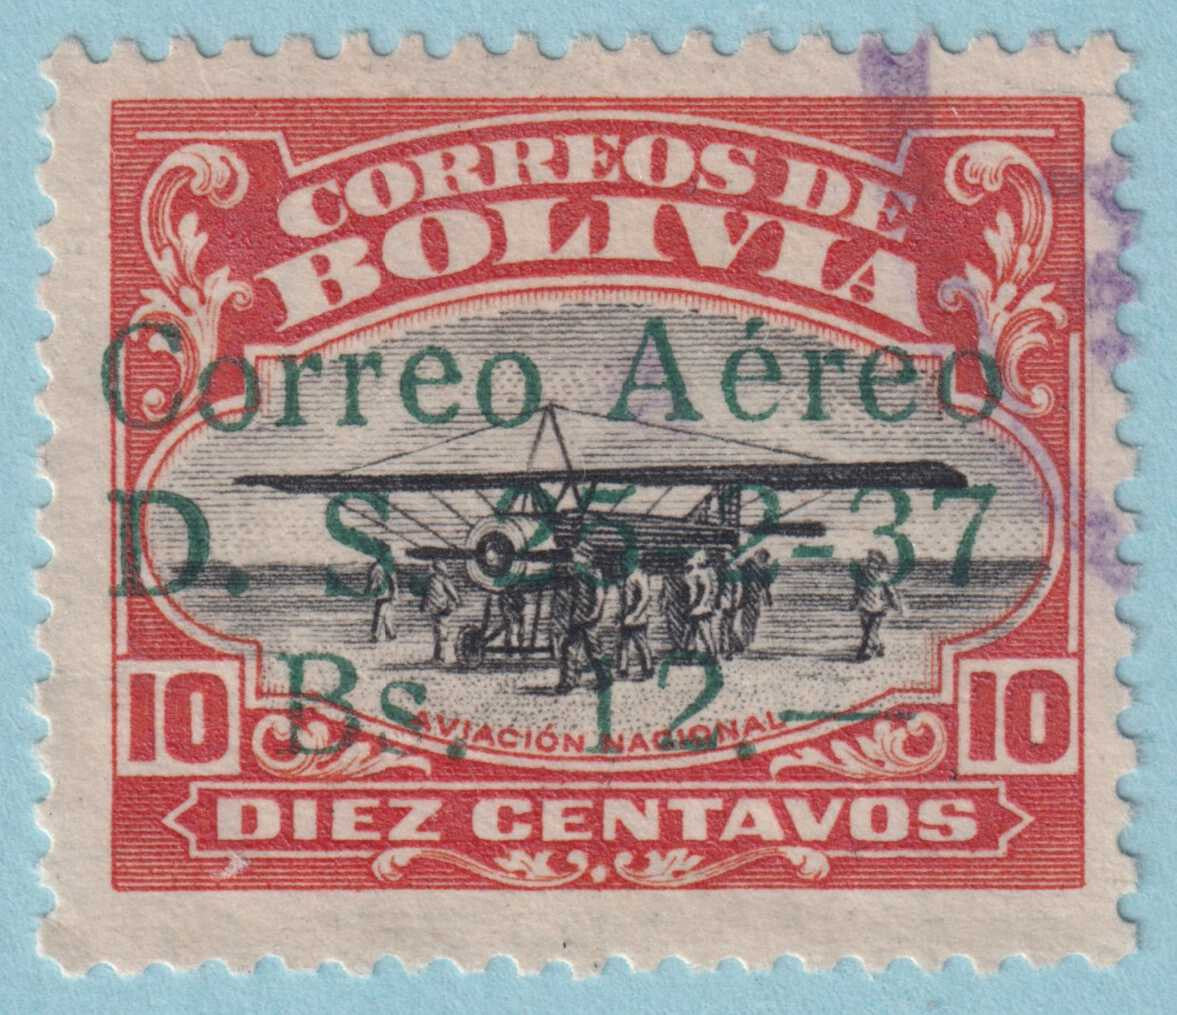 CORREOS DE
BOLIVIA
Correo Aéreo
D. S. 25-2-37
Bs. 12.—
AVIACIÓN NACIONAL
10 10
DIEZ CENTAVOS